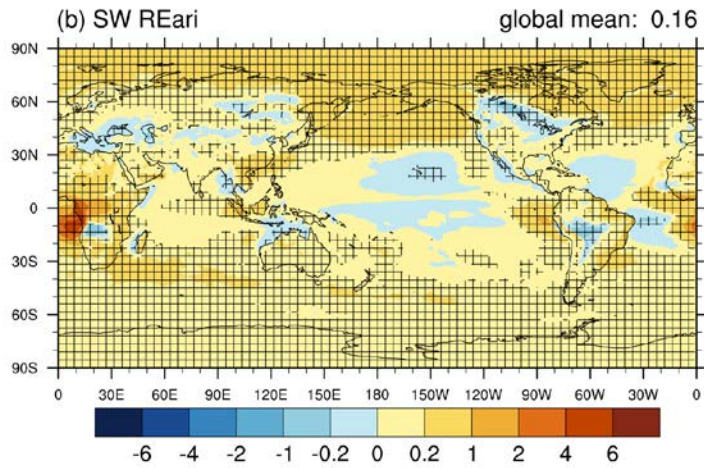 (b) SW REari global mean: 0.16
90N
60N
30N
0
30S
60S
90S
0 30E 60E 90E 120E 150E 180 150W 120W 90W 60W 30W 0
-6 -4 -2 -1 -0.2 0 0.2 1 2 4 6